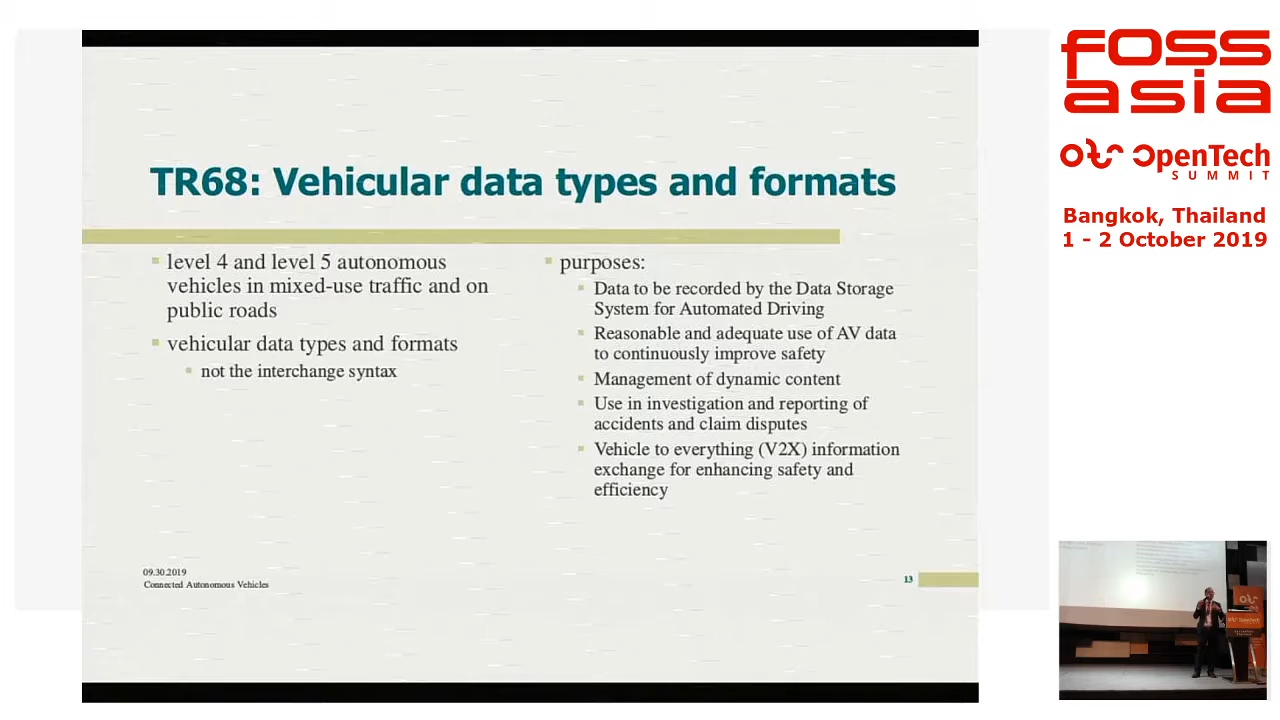 TR68: Vehicular data types and formats
level 4 and level 5 autonomous
vehicles in mixed-use traffic and on
public roads
vehicular data types and formats
not the interchange syntax
purposes:
Data to be recorded by the Data Storage
System for Automated Driving
Reasonable and adequate use of AV data
to continuously improve safety
Management of dynamic content
Use in investigation and reporting of
accidents and claim disputes
Vehicle to everything (V2X) information
exchange for enhancing safety and
efficiency
09.30.2019
Connected Autonomous Vehicles
13
foss
asia
OpenTech
SUMMIT
Bangkok, Thailand
1 - 2 October 2019